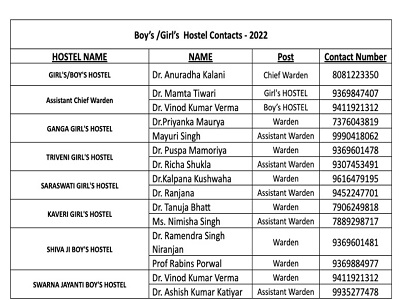 Boy's /Girl's Hostel Contacts - 2022
HOSTEL NAME NAME Post Contact Number
GIRL'S/BOY'S HOSTEL Dr. Anuradha Kalani Chief Warden 8081223350
Assistant Chief Warden Dr. Mamta Tiwari Girl's HOSTEL 9369847407
Dr. Vinod Kumar Verma Boy's HOSTEL 9411921312
GANGA GIRL'S HOSTEL Dr.Priyanka Maurya Warden 7376043819
Mayuri Singh Assistant Warden 9990418062
TRIVENI GIRL'S HOSTEL Dr. Puspa Mamoriya Warden 9369601478
Dr. Richa Shukla Assistant Warden 9307453491
SARASWATI GIRL'S HOSTEL Dr.Kalpana Kushwaha Warden 9616479195
Dr. Ranjana Assistant Warden 9452247701
KAVERI GIRL'S HOSTEL Dr. Tanuja Bhatt Warden 7906249818
Ms. Nimisha Singh Assistant Warden 7889298717
SHIVA JI BOY'S HOSTEL Dr. Ramendra Singh Niranjan Warden 9369601481
Prof Rabins Porwal Warden 9369884977
SWARNA JAYANTI BOY'S HOSTEL Dr. Vinod Kumar Verma Warden 9411921312
Dr. Ashish Kumar Katiyar Assistant Warden 9935277478